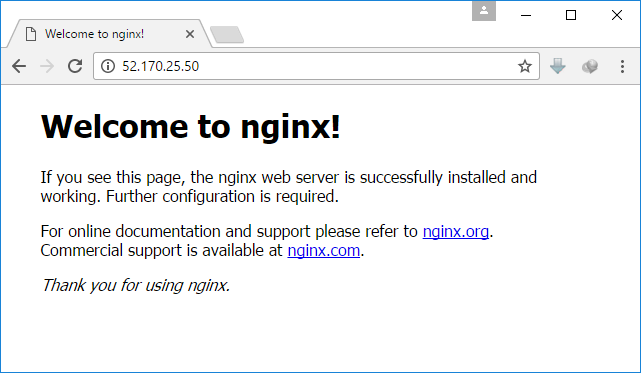 Welcome to nginx!
52.170.25.50
Welcome to nginx!
If you see this page, the nginx web server is successfully installed and
working. Further configuration is required.
For online documentation and support please refer to nginx.org.
Commercial support is available at nginx.com.
Thank you for using nginx.